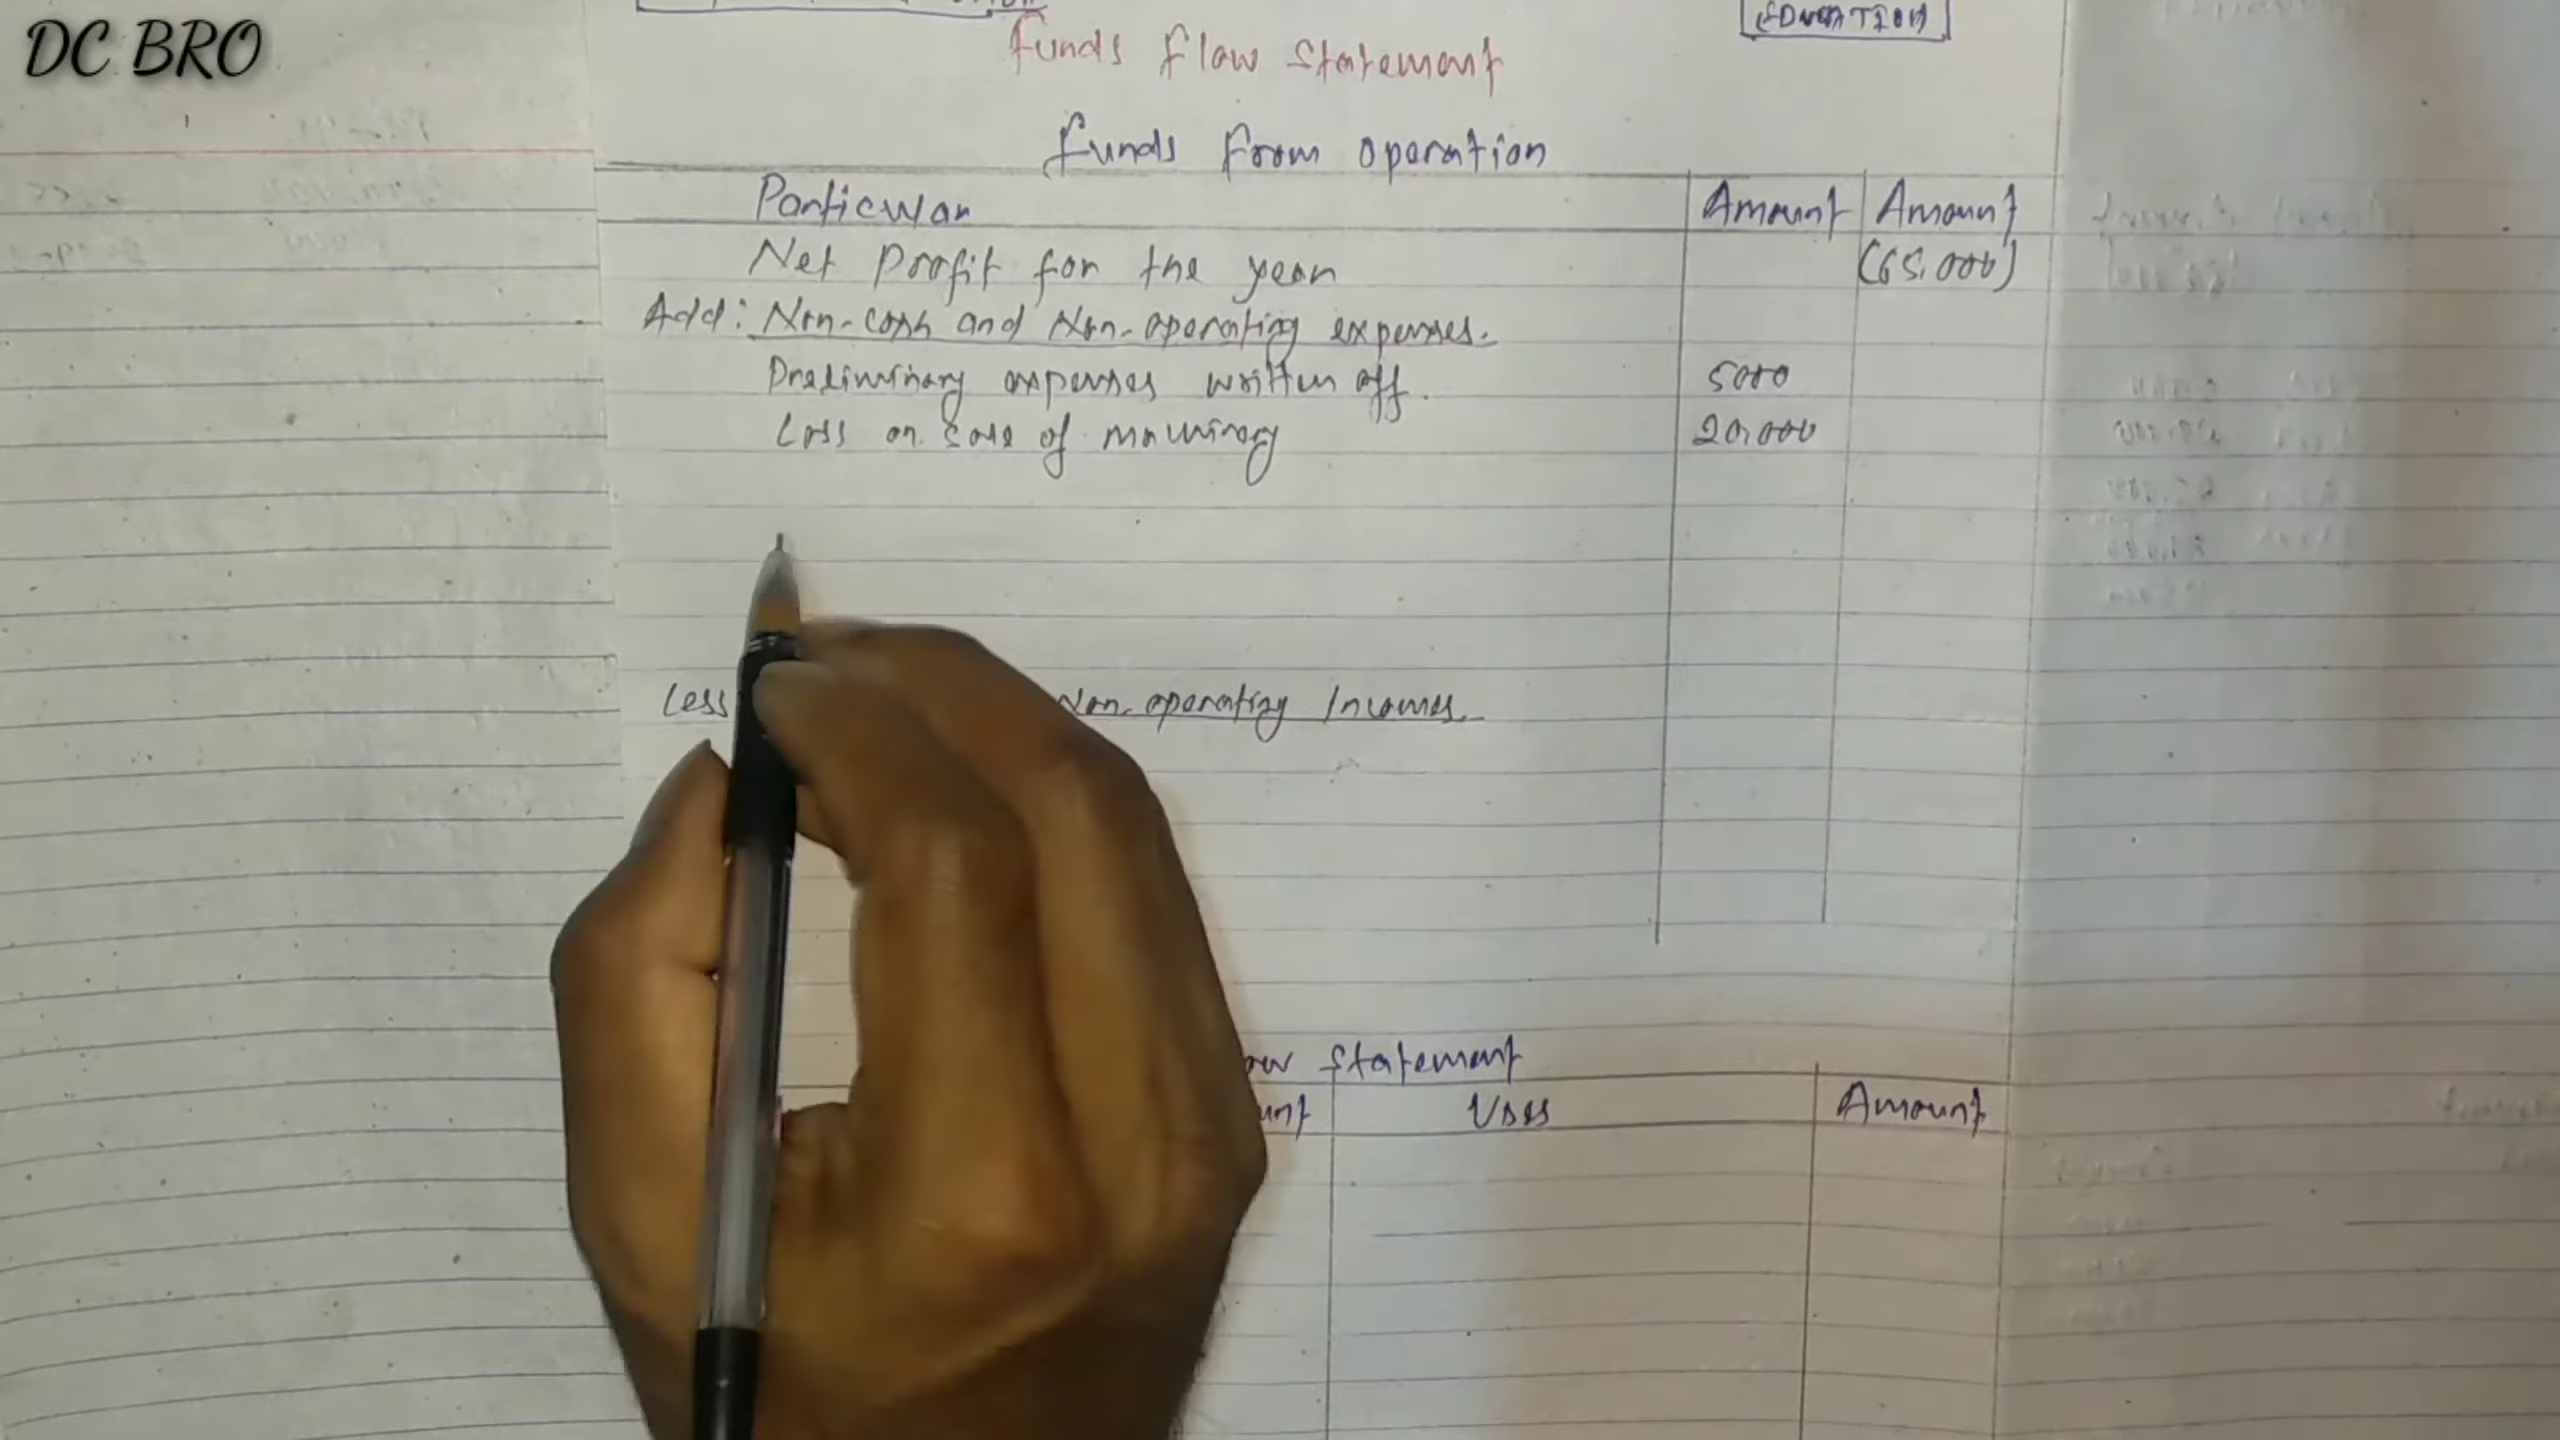 DC BRO
EDUCATION
Funds Flow Statement
Funds From Operation
Particular Amount Amount
Net Profit for the year (65,000)
Add: Non-cash and Non-operating expenses.
Preliminary expenses written off. 5000
Loss on sale of machinery 20,000
Less Non-operating Incomes.
ow Statement
unt Uses Amount